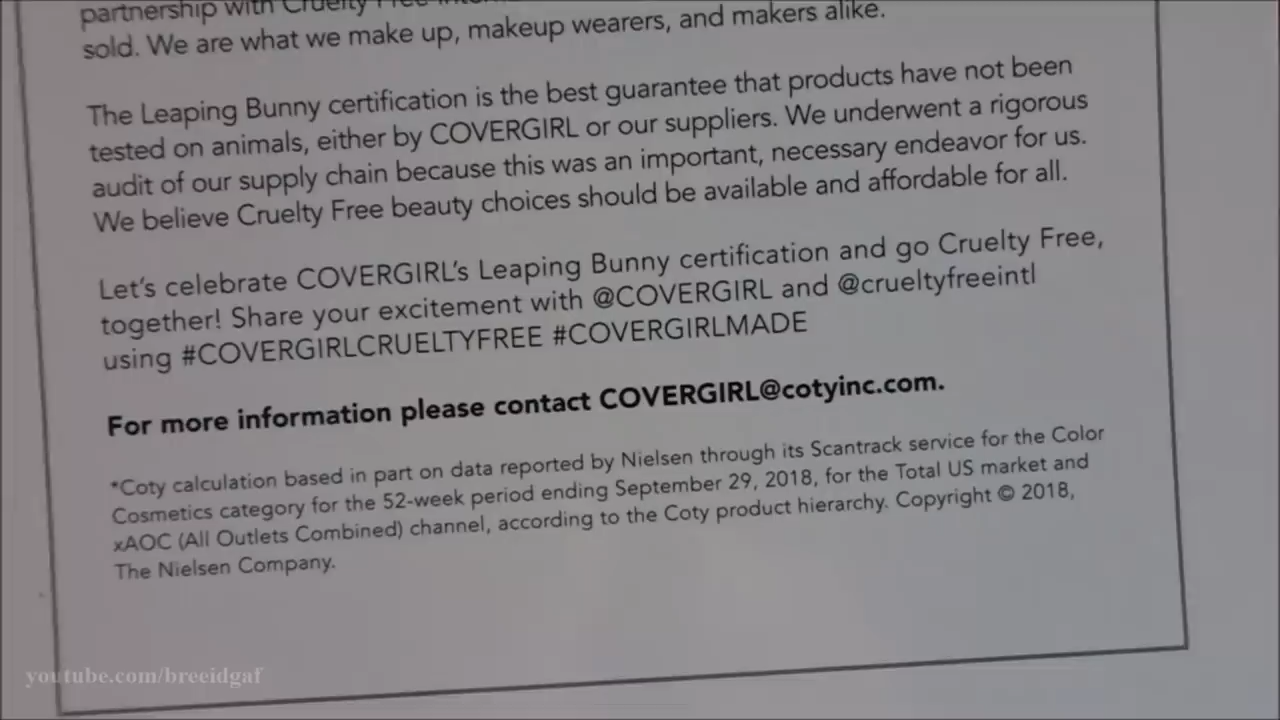 partnership with Cruelty Free
sold. We are what we make up, makeup wearers, and makers alike.
The Leaping Bunny certification is the best guarantee that products have not been
tested on animals, either by COVERGIRL or our suppliers. We underwent a rigorous
audit of our supply chain because this was an important, necessary endeavor for us.
We believe Cruelty Free beauty choices should be available and affordable for all.
Let's celebrate COVERGIRL's Leaping Bunny certification and go Cruelty Free,
together! Share your excitement with @COVERGIRL and @crueltyfreeintl
using #COVERGIRLCRUELTYFREE #COVERGIRLMADE
For more information please contact COVERGIRL@cotyinc.com.
*Coty calculation based in part on data reported by Nielsen through its Scantrack service for the Color
Cosmetics category for the 52-week period ending September 29, 2018, for the Total US market and
xAOC (All Outlets Combined) channel, according to the Coty product hierarchy. Copyright © 2018,
The Nielsen Company.
youtube.com/breeidgaf